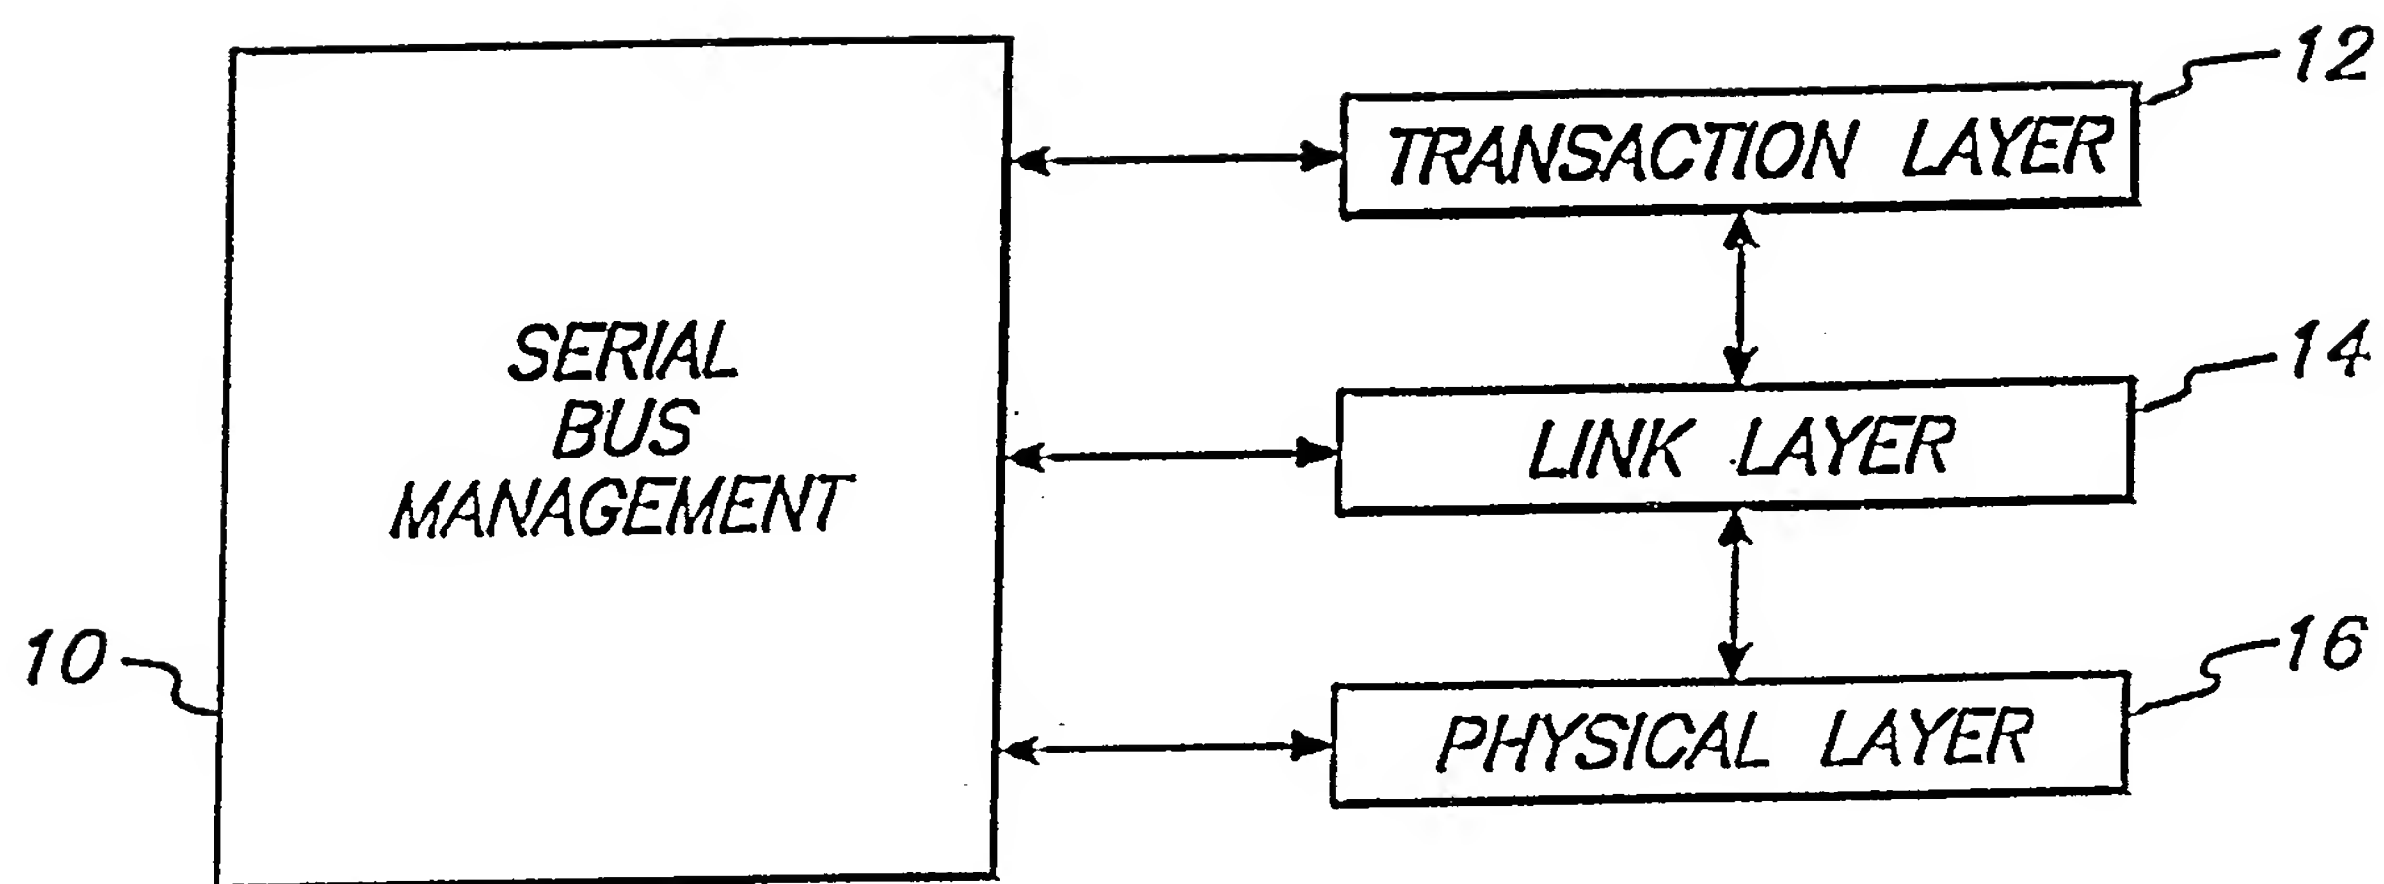 12
TRANSACTION LAYER
14
SERIAL
BUS
MANAGEMENT
LINK LAYER
10
16
PHYSICAL LAYER